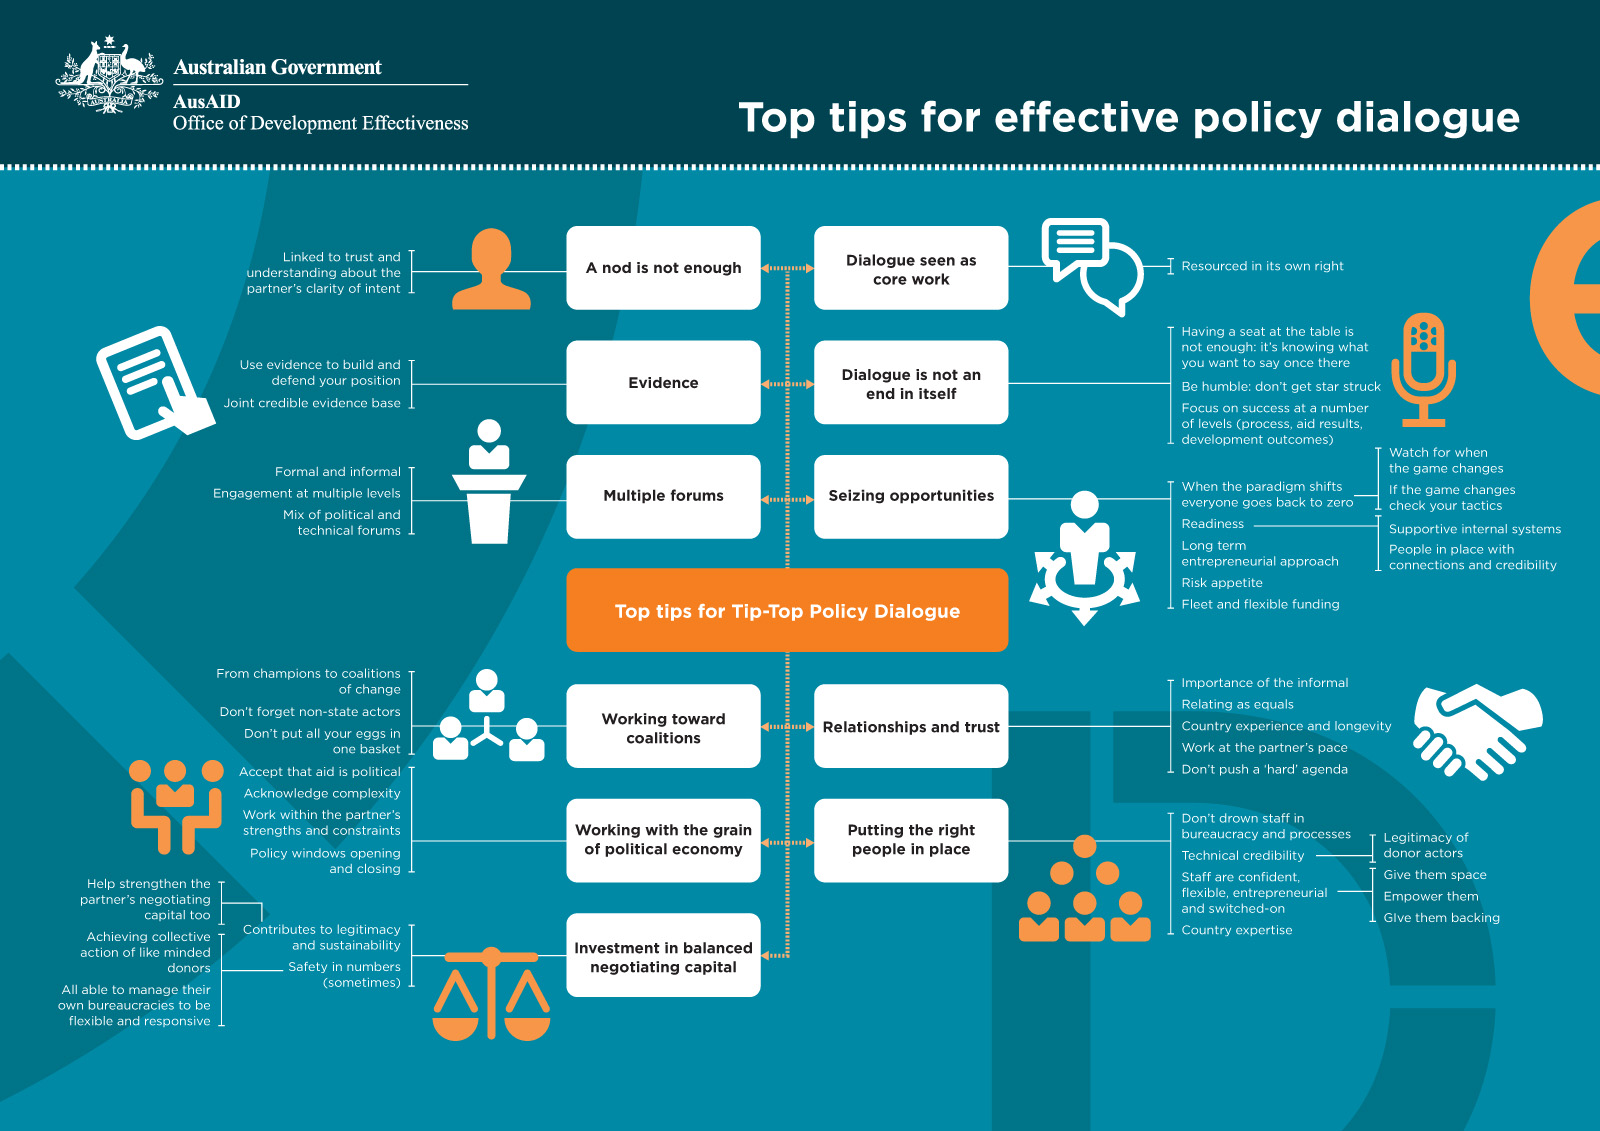 Australian Government
AusAID
Office of Development Effectiveness
AUSTRALIA
Top tips for effective policy dialogue
Linked to trust and
understanding about the
partner's clarity of intent
A nod is not enough
Dialogue seen as
core work
Resourced in its own right
Use evidence to build and
defend your position
Joint credible evidence base
Evidence
Dialogue is not an
end in itself
Having a seat at the table is
not enough: it's knowing what
you want to say once there
Be humble: don't get star struck
Focus on success at a number
of levels (process, aid results,
development outcomes)
Formal and informal
Engagement at multiple levels
Mix of political and
technical forums
Multiple forums
Seizing opportunities
When the paradigm shifts
everyone goes back to zero
Watch for when
the game changes
If the game changes
check your tactics
Readiness
Supportive internal systems
People in place with
connections and credibility
Long term
entrepreneurial approach
Risk appetite
Fleet and flexible funding
Top tips for Tip-Top Policy Dialogue
From champions to coalitions
of change
Don't forget non-state actors
Don't put all your eggs in
one basket
Working toward
coalitions
Relationships and trust
Importance of the informal
Relating as equals
Country experience and longevity
Work at the partner's pace
Don't push a 'hard' agenda
Accept that aid is political
Acknowledge complexity
Work within the partner's
strengths and constraints
Policy windows opening
and closing
Working with the grain
of political economy
Putting the right
people in place
Don't drown staff in
bureaucracy and processes
Technical credibility
Legitimacy of
donor actors
Staff are confident,
flexible, entrepreneurial
and switched-on
Give them space
Empower them
GIve them backing
Country expertise
Help strengthen the
partner's negotiating
capital too
Contributes to legitimacy
and sustainability
Achieving collective
action of like minded
donors
All able to manage their
own bureaucracies to be
flexible and responsive
Safety in numbers
(sometimes)
Investment in balanced
negotiating capital